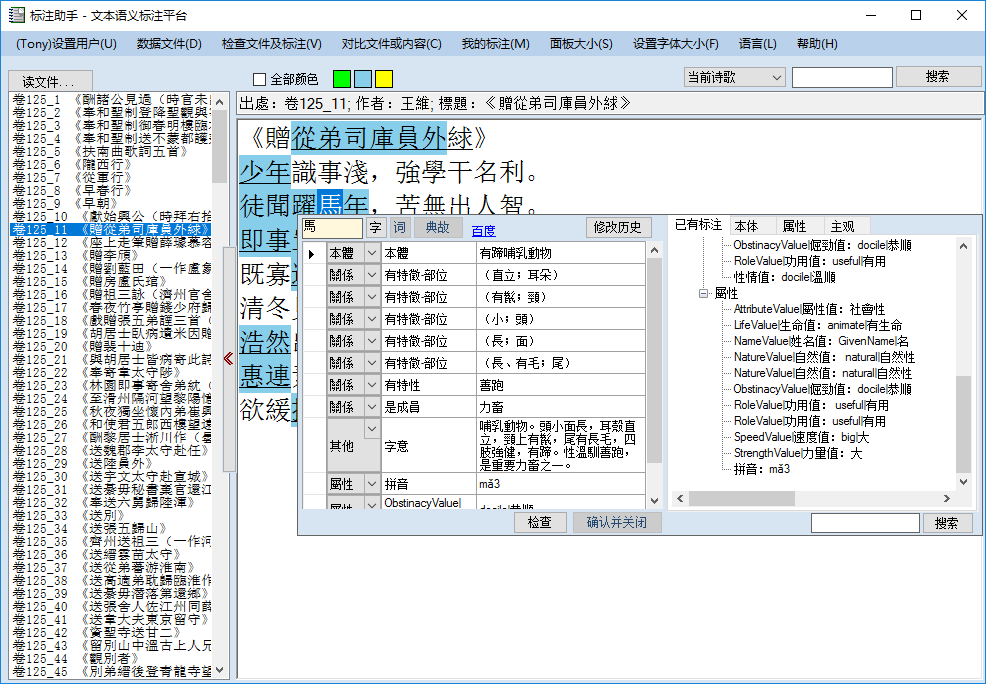 标注助手 - 文本语义标注平台
(Tony)设置用户(U) 数据文件(D) 检查文件及标注(V) 对比文件或内容(C) 我的标注(M) 面板大小(S) 设置字体大小(F) 语言(L) 帮助(H)
读文件...
全部颜色
当前诗歌
搜索
卷125_1 《酬諸公見過（時官未
卷125_2 《奉和聖制登降聖觀與
卷125_3 《奉和聖制御春明樓臨
卷125_4 《奉和聖制送不蒙都護
卷125_5 《扶南曲歌詞五首》
卷125_6 《隴西行》
卷125_7 《從軍行》
卷125_8 《早春行》
卷125_9 《早朝》
卷125_10 《獻始興公（時拜右拾
卷125_11 《贈從弟司庫員外絿》
卷125_12 《座上走筆贈薛璩慕容
卷125_13 《贈李頎》
卷125_14 《贈劉藍田（一作盧象
卷125_15 《贈房盧氏琯》
卷125_16 《贈祖三詠（濟州官舍
卷125_17 《春夜竹亭贈錢少府歸
卷125_18 《戲贈張五弟諲三首（
卷125_19 《胡居士臥病遺米因贈
卷125_20 《贈裴十迪》
卷125_21 《與胡居士皆病寄此詩
卷125_22 《奉寄韋太守陟》
卷125_23 《林園即事寄舍弟紞（
卷125_24 《至滑州隔河望黎陽憶
卷125_25 《秋夜獨坐懷內弟崔興
卷125_26 《和使君五郎西樓望遠
卷125_27 《酬黎居士淅川作（曇
卷125_28 《送魏郡李太守赴任》
卷125_29 《送陸員外》
卷125_30 《送宇文太守赴宣城》
卷125_31 《送綦毋秘書棄官還江
卷125_32 《奉送六舅歸陸渾》
卷125_33 《送別》
卷125_34 《送張五歸山》
卷125_35 《齊州送祖三（一作河
卷125_36 《送縉雲苗太守》
卷125_37 《送從弟蕃游淮南》
卷125_38 《送高適弟耽歸臨淮作
卷125_39 《送綦毋潛落第還鄉》
卷125_40 《送張舍人佐江州同薛
卷125_41 《送韋大夫東京留守》
卷125_42 《資聖寺送甘二》
卷125_43 《留別山中溫古上人兄
卷125_44 《觀別者》
卷125_45 《別弟縉後登青龍寺望
出處：卷125_11；作者：王維；標題：《贈從弟司庫員外絿》
《贈從弟司庫員外絿》
少年識事淺，強學干名利。
徒聞躍馬年，苦無出人智。
即事
既寡
清冬
浩然
惠連
欲緩
馬 字 词 典故 百度 修改历史
本體 本體 有蹄哺乳動物
關係 有特徵-部位 （直立；耳朵）
關係 有特徵-部位 （有鬃；頸）
關係 有特徵-部位 （小；頭）
關係 有特徵-部位 （長；面）
關係 有特徵-部位 （長、有毛；尾）
關係 有特性 善跑
關係 是成員 力畜
其他 字意 哺乳動物。頭小面長，耳殼直
立，頸上有鬃，尾有長毛，四
肢強健，有蹄。性溫馴善跑，
是重要力畜之一。
屬性 拼音 mǎ3
屬性 ObstinacyValue| docile|恭順
检查 确认并关闭
已有标注 本体 属性 主观
ObstinacyValue|倔勁值：docile|恭順
RoleValue|功用值：useful|有用
性情值：docile|溫順
屬性
AttributeValue|屬性值：社會性
LifeValue|生命值：animate|有生命
NameValue|姓名值：GivenName|名
NatureValue|自然值：natural|自然性
NatureValue|自然值：natural|自然性
ObstinacyValue|倔勁值：docile|恭順
RoleValue|功用值：useful|有用
RoleValue|功用值：useful|有用
SpeedValue|速度值：big|大
StrengthValue|力量值：大
拼音：mǎ3
搜索